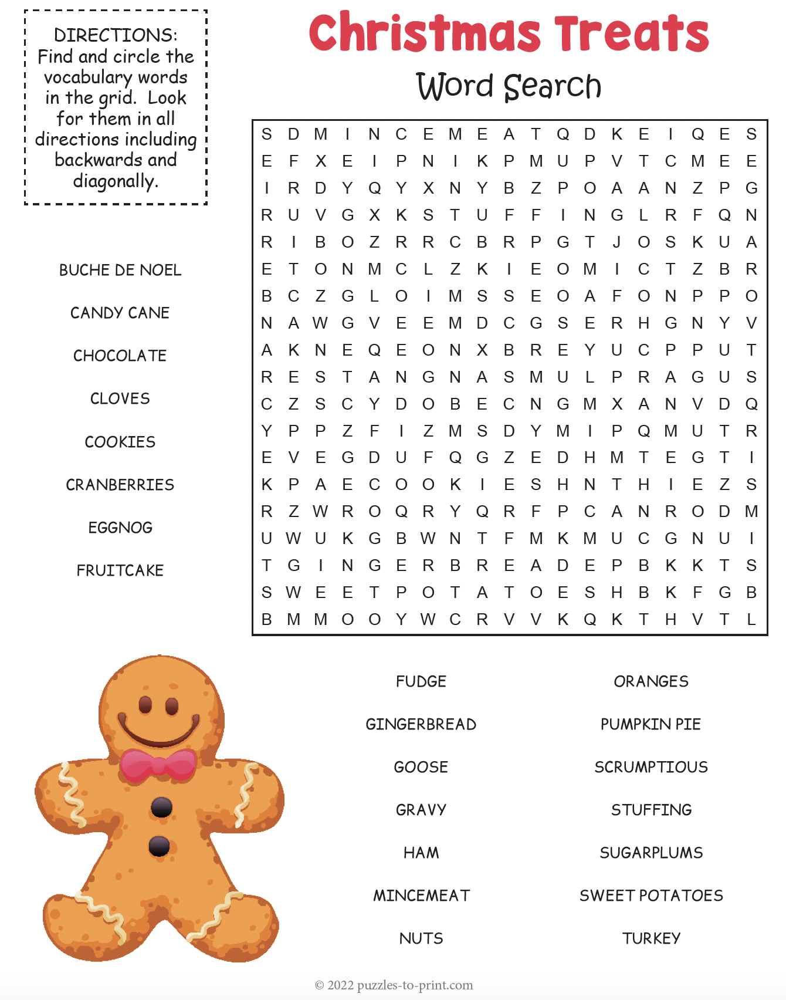 DIRECTIONS:
Find and circle the
vocabulary words
in the grid. Look
for them in all
directions including
backwards and
diagonally.
Christmas Treats
Word Search
S D M I N C E M E A T Q D K E I Q E S
E F X E I P N I K P M U P V T C M E E
I R D Y Q Y X N Y B Z P O A A N Z P G
R U V G X K S T U F F I N G L R F Q N
R I B O Z R R C B R P G T J O S K U A
E T O N M C L Z K I E O M I C T Z B R
B C Z G L O I M S S E O A F O N P P O
N A W G V E E M D C G S E R H G N Y V
A K N E Q E O N X B R E Y U C P P U T
R E S T A N G N A S M U L P R A G U S
C Z S C Y D O B E C N G M X A N V D Q
Y P P Z F I Z M S D Y M I P Q M U T R
E V E G D U F Q G Z E D H M T E G T I
K P A E C O O K I E S H N T H I E Z S
R Z W R O Q R Y Q R F P C A N R O D M
U W U K G B W N T F M K M U C G N U I
T G I N G E R B R E A D E P B K K T S
S W E E T P O T A T O E S H B K F G B
B M M O O Y W C R V V K Q K T H V T L
BUCHE DE NOEL
CANDY CANE
CHOCOLATE
CLOVES
COOKIES
CRANBERRIES
EGGNOG
FRUITCAKE
FUDGE
GINGERBREAD
GOOSE
GRAVY
HAM
MINCEMEAT
NUTS
ORANGES
PUMPKIN PIE
SCRUMPTIOUS
STUFFING
SUGARPLUMS
SWEET POTATOES
TURKEY
© 2022 puzzles-to-print.com